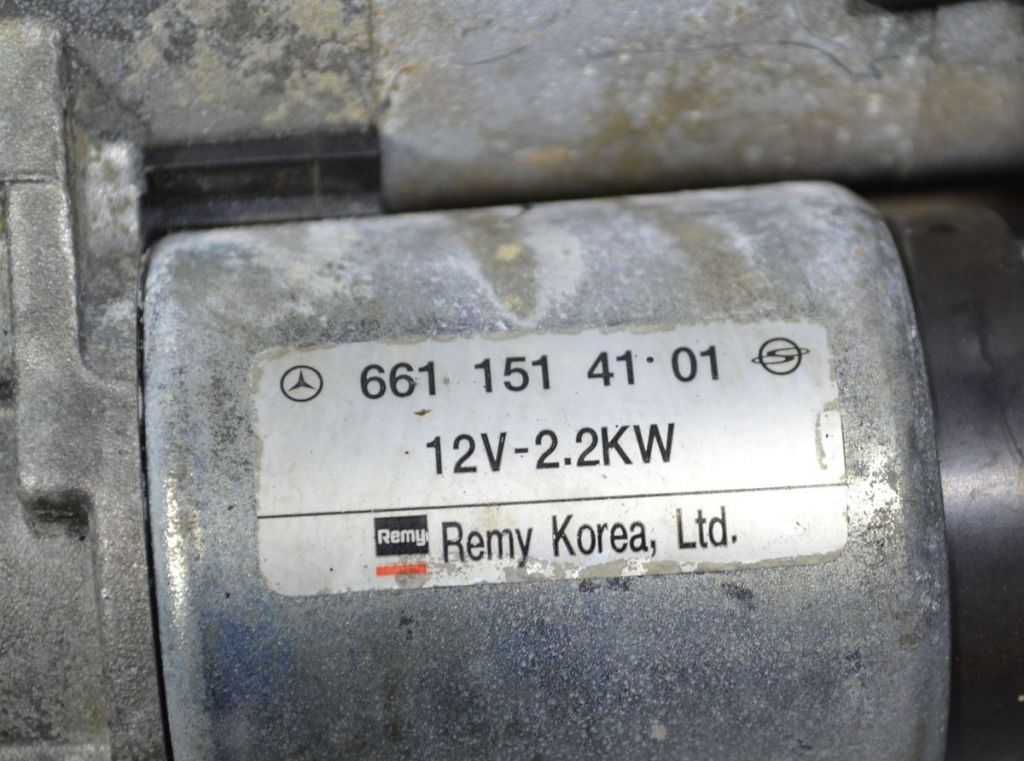 661 151 41 01
12V-2.2KW
Remy Remy Korea, Ltd.